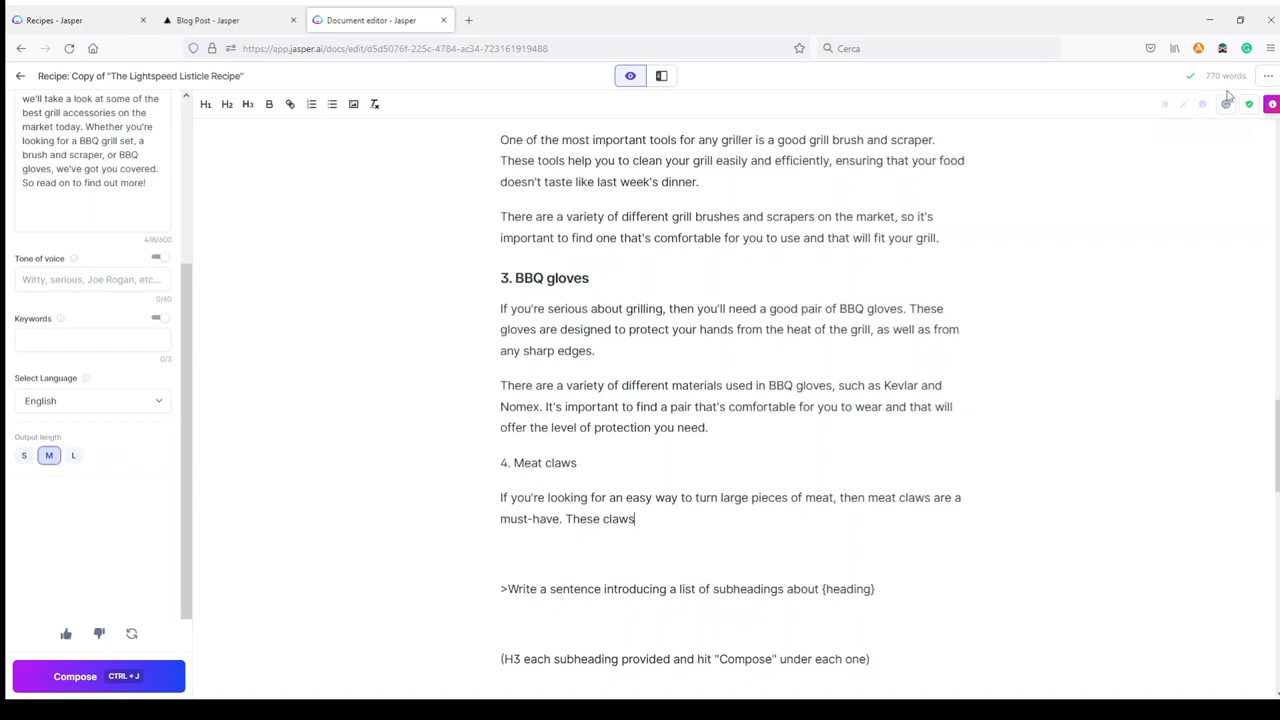 Recipes - Jasper
Blog Post - Jasper
Document editor - Jasper
https://app.jasper.ai/docs/edit/d5d5076f-225c-4784-ac34-723161919488
Cerca
Recipe: Copy of "The Lightspeed Listicle Recipe"
770 words
H1 H2 H3 B
we'll take a look at some of the
best grill accessories on the
market today. Whether you're
looking for a BBQ grill set, a
brush and scraper, or BBQ
gloves, we've got you covered.
So read on to find out more!
418/600
Tone of voice
Witty, serious, Joe Rogan, etc...
0/60
Keywords
0/3
Select Language
English
Output length
S M L
Compose CTRL + J
One of the most important tools for any griller is a good grill brush and scraper.
These tools help you to clean your grill easily and efficiently, ensuring that your food
doesn't taste like last week's dinner.
There are a variety of different grill brushes and scrapers on the market, so it's
important to find one that's comfortable for you to use and that will fit your grill.
3. BBQ gloves
If you're serious about grilling, then you'll need a good pair of BBQ gloves. These
gloves are designed to protect your hands from the heat of the grill, as well as from
any sharp edges.
There are a variety of different materials used in BBQ gloves, such as Kevlar and
Nomex. It's important to find a pair that's comfortable for you to wear and that will
offer the level of protection you need.
4. Meat claws
If you're looking for an easy way to turn large pieces of meat, then meat claws are a
must-have. These claws
>Write a sentence introducing a list of subheadings about {heading}
(H3 each subheading provided and hit "Compose" under each one)